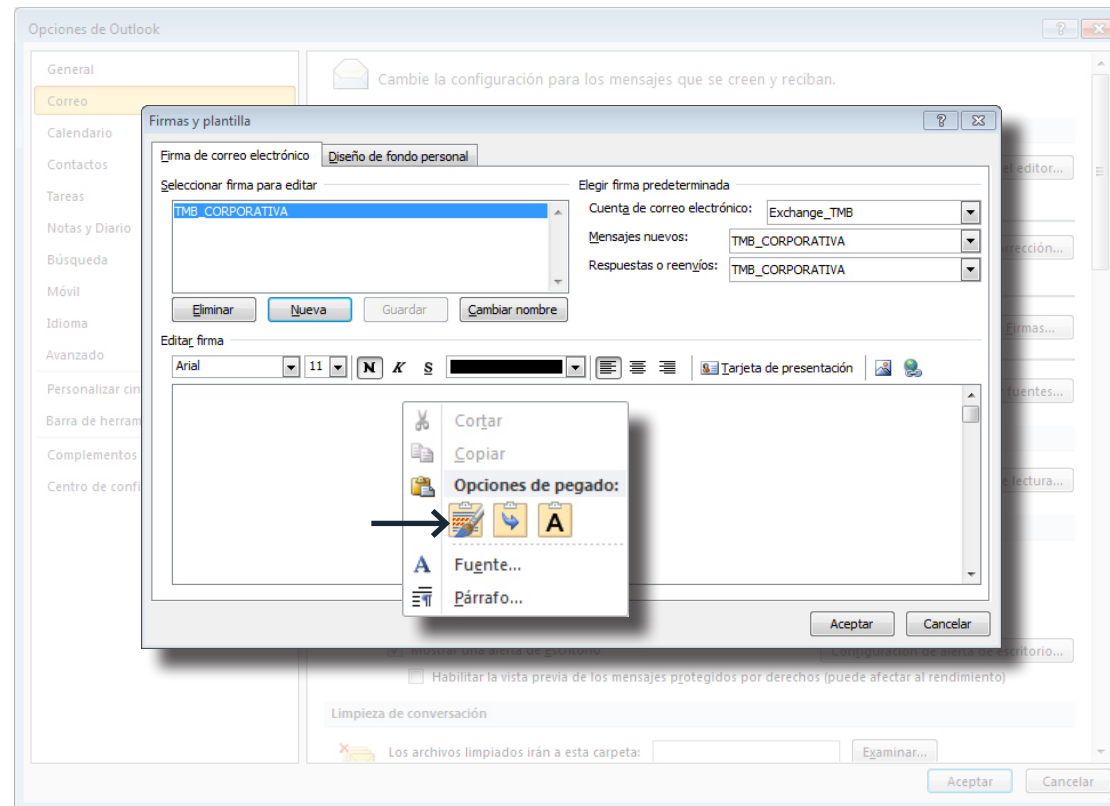 Opciones de Outlook
General
Correo
Calendario
Contactos
Tareas
Notas y Diario
Búsqueda
Móvil
Idioma
Avanzado
Personalizar cin
Barra de herram
Complementos
Centro de confi
Cambie la configuración para los mensajes que se creen y reciban.
el editor...
rrección...
Firmas...
fuentes...
e lectura...
Firmas y plantilla
Firma de correo electrónico
Diseño de fondo personal
Seleccionar firma para editar
TMB_CORPORATIVA
Eliminar
Nueva
Guardar
Cambiar nombre
Elegir firma predeterminada
Cuenta de correo electrónico: Exchange_TMB
Mensajes nuevos: TMB_CORPORATIVA
Respuestas o reenvíos: TMB_CORPORATIVA
Editar firma
Arial 11 N K S Tarjeta de presentación
Cortar
Copiar
Opciones de pegado:
A
A Fuente...
Párrafo...
Aceptar
Cancelar
Mostrar una alerta de escritorio
Configuración de alerta de escritorio...
Habilitar la vista previa de los mensajes protegidos por derechos (puede afectar al rendimiento)
Limpieza de conversación
Los archivos limpiados irán a esta carpeta:
Examinar...
Aceptar
Cancelar